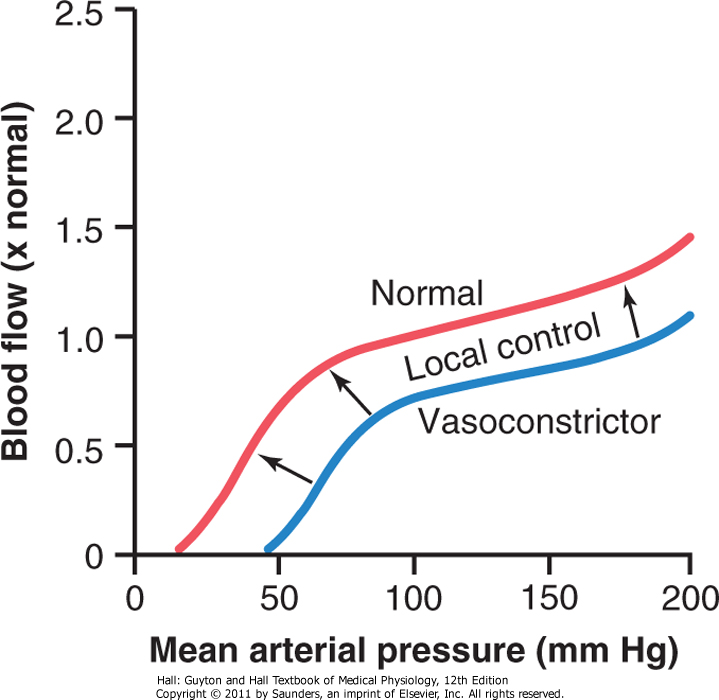 Blood flow (x normal)
2.5
2.0
1.5
1.0
0.5
0
Normal
Local control
Vasoconstrictor
0 50 100 150 200
Mean arterial pressure (mm Hg)
Hall: Guyton and Hall Textbook of Medical Physiology, 12th Edition
Copyright © 2011 by Saunders, an imprint of Elsevier, Inc. All rights reserved.